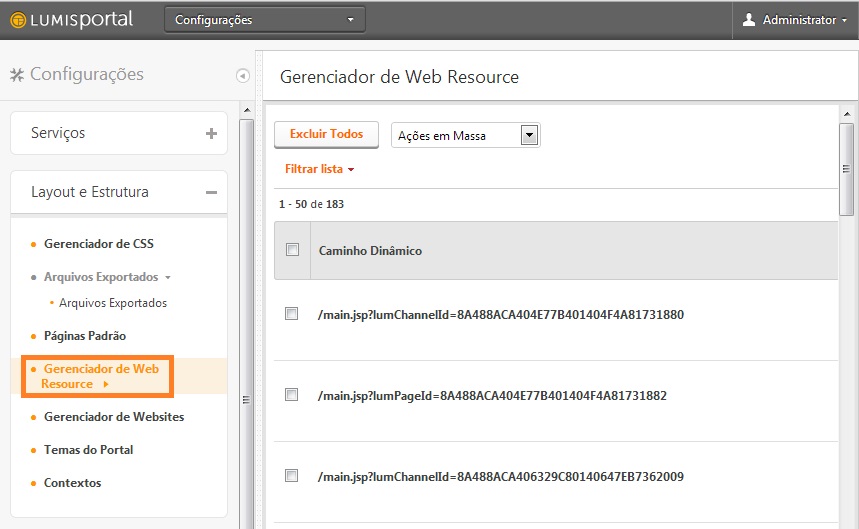 LUMISportal
Configurações
Administrator
Configurações
Serviços
Layout e Estrutura
Gerenciador de CSS
Arquivos Exportados
Arquivos Exportados
Páginas Padrão
Gerenciador de Web
Resource
Gerenciador de Websites
Temas do Portal
Contextos
Gerenciador de Web Resource
Excluir Todos
Ações em Massa
Filtrar lista
1 - 50 de 183
Caminho Dinâmico
/main.jsp?lumChannelId=8A488ACA404E77B401404F4A81731880
/main.jsp?lumPageId=8A488ACA404E77B401404F4A81731882
/main.jsp?lumChannelId=8A488ACA406329C80140647EB7362009